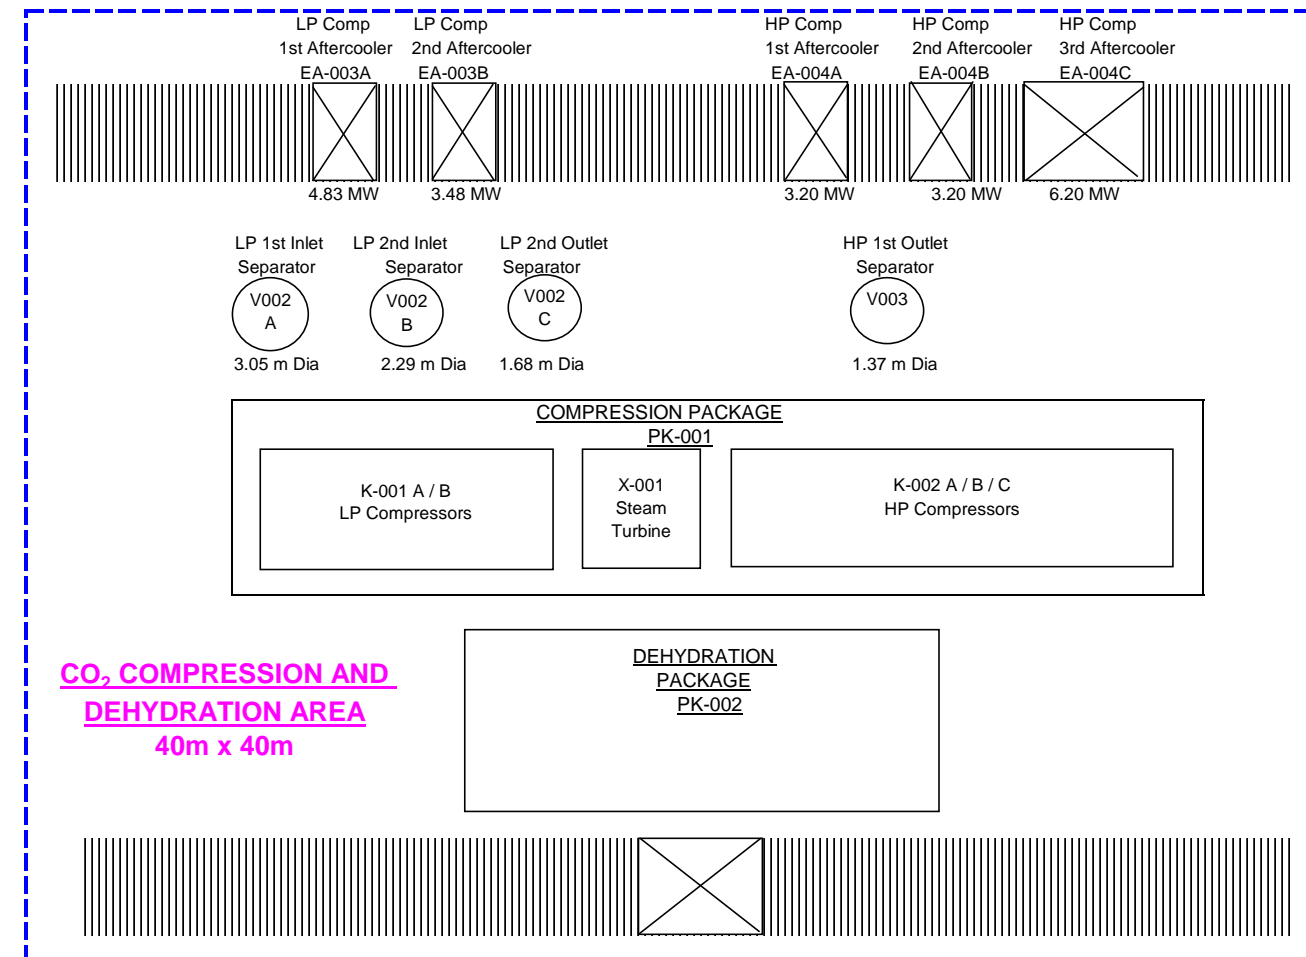 LP Comp
1st Aftercooler
EA-003A
LP Comp
2nd Aftercooler
EA-003B
HP Comp
1st Aftercooler
EA-004A
HP Comp
2nd Aftercooler
EA-004B
HP Comp
3rd Aftercooler
EA-004C
4.83 MW
3.48 MW
3.20 MW
3.20 MW
6.20 MW
LP 1st Inlet
Separator
V002
A
3.05 m Dia
LP 2nd Inlet
Separator
V002
B
2.29 m Dia
LP 2nd Outlet
Separator
V002
C
1.68 m Dia
HP 1st Outlet
Separator
V003
1.37 m Dia
COMPRESSION PACKAGE
PK-001
K-001 A / B
LP Compressors
X-001
Steam
Turbine
K-002 A / B / C
HP Compressors
DEHYDRATION
PACKAGE
PK-002
CO₂ COMPRESSION AND
DEHYDRATION AREA
40m x 40m